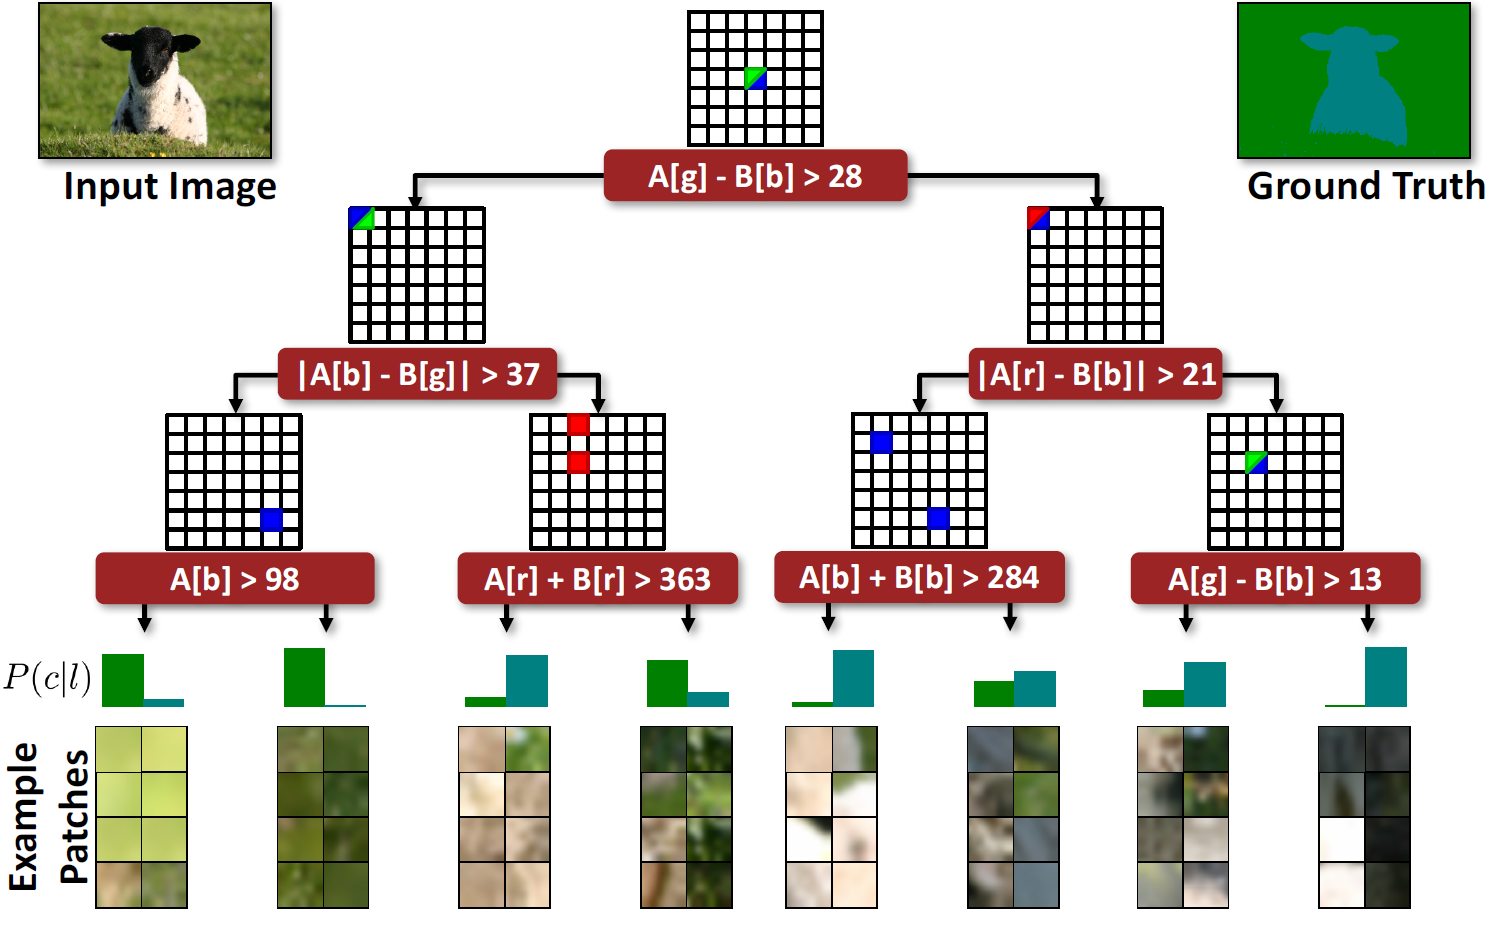 Input Image
Ground Truth
A[g] - B[b] > 28
|A[b] - B[g]| > 37
|A[r] - B[b]| > 21
A[b] > 98
A[r] + B[r] > 363
A[b] + B[b] > 284
A[g] - B[b] > 13
P(c|l)
Example
Patches